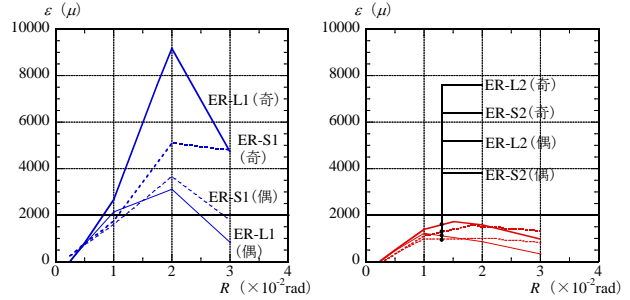 ε (μ)
10000
8000
6000
4000
2000
0
0 1 2 3 4
R (×10⁻²rad)
ER-L1(奇)
ER-S1
(奇)
ER-S1(偶)
ER-L1
(偶)
ε (μ)
10000
8000
6000
4000
2000
0
0 1 2 3 4
R (×10⁻²rad)
ER-L2(奇)
ER-S2(奇)
ER-L2(偶)
ER-S2(偶)